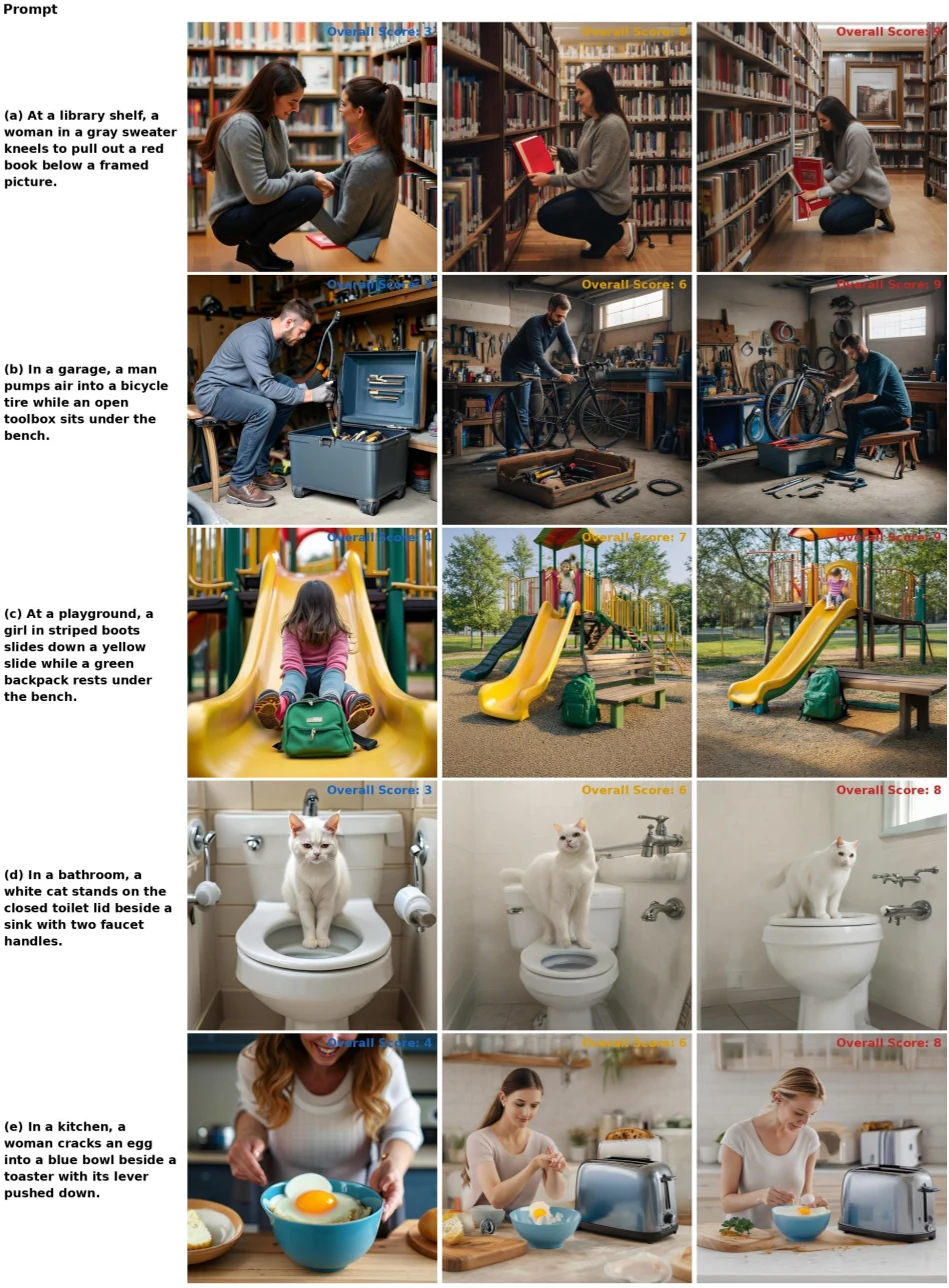 Prompt
Overall Score: 3
Overall Score:
Overall Score: 9
(a) At a library shelf, a
woman in a gray sweater
kneels to pull out a red
book below a framed
picture.
Overall Score:
Overall Score: 6
Overall Score: 9
(b) In a garage, a man
pumps air into a bicycle
tire while an open
toolbox sits under the
bench.
Overall Score: 4
Overall Score: 7
Overall Score: 9
(c) At a playground, a
girl in striped boots
slides down a yellow
slide while a green
backpack rests under
the bench.
Overall Score: 3
Overall Score: 6
Overall Score: 8
(d) In a bathroom, a
white cat stands on the
closed toilet lid beside a
sink with two faucet
handles.
Overall Score: 4
Overall Score: 6
Overall Score: 8
(e) In a kitchen, a
woman cracks an egg
into a blue bowl beside a
toaster with its lever
pushed down.